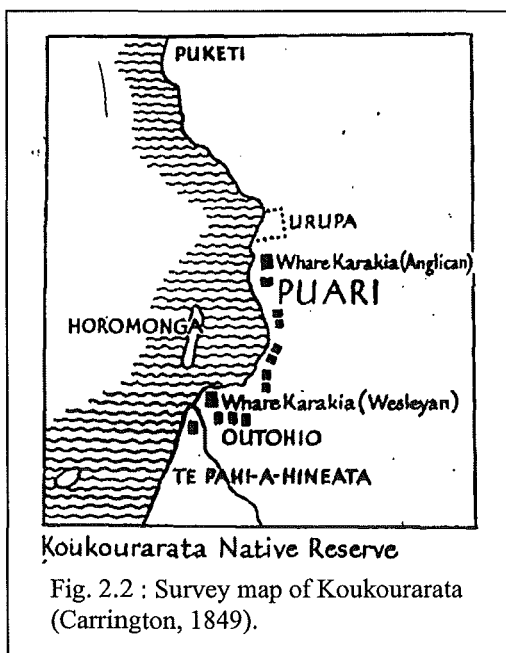 PUKETI
URUPA
Whare Karakia (Anglican)
PUARI
HOROMONGA
Whare Karakia (Wesleyan)
OUTOHIO
TE PAHI-A-HINEATA
Koukourarata Native Reserve
Fig. 2.2 : Survey map of Koukourarata
(Carrington, 1849).